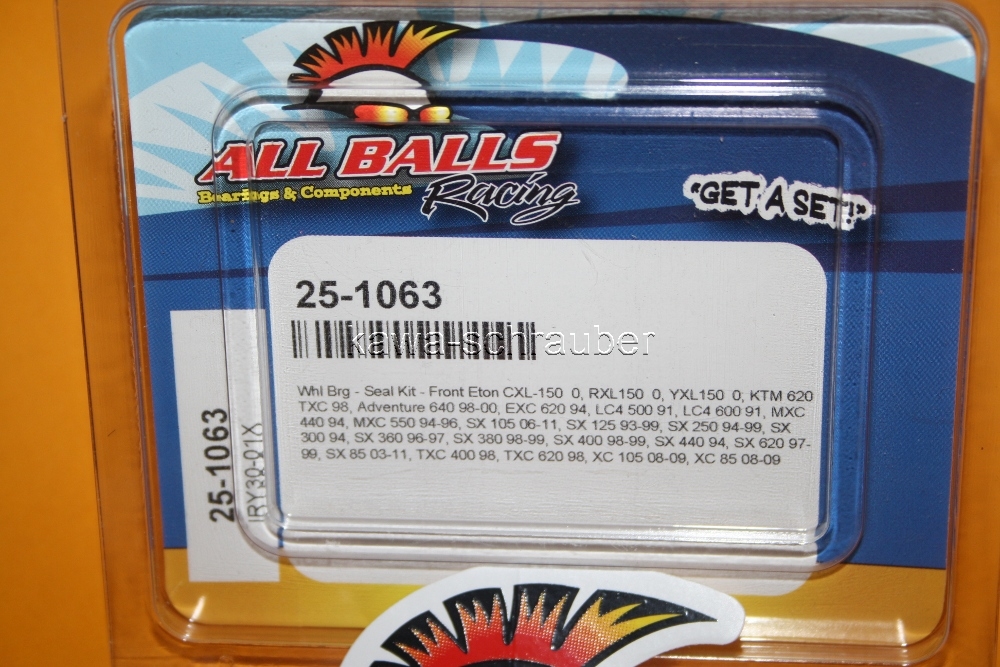 ALL BALLS
Racing
Bearings & Components
"GET A SET!"
25-1063
kawa-schrauber
Whl Brg - Seal Kit - Front Eton CXL-150 0, RXL150 0, YXL150 0, KTM 620
TXC 98, Adventure 640 98-00, EXC 620 94, LC4 500 91, LC4 600 91, MXC
440 94, MXC 550 94-96, SX 105 06-11, SX 125 93-99, SX 250 94-99, SX
300 94, SX 360 96-97, SX 380 98-99, SX 400 98-99, SX 440 94, SX 620 97-
99, SX 85 03-11, TXC 400 98, TXC 620 98, XC 105 08-09, XC 85 08-09
25-1063